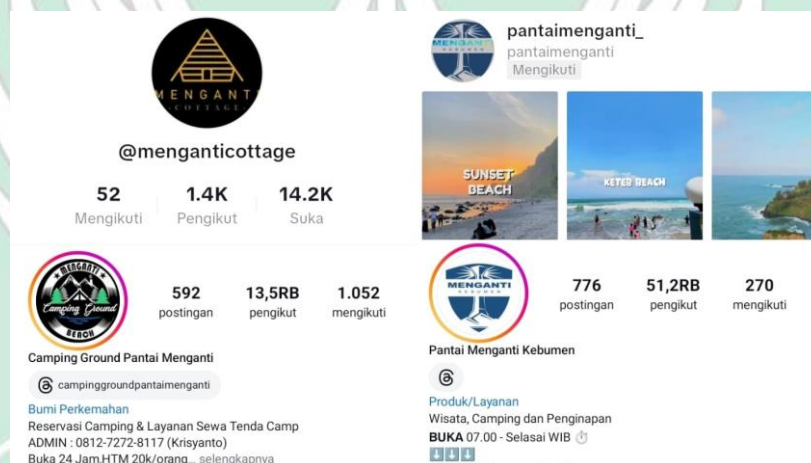 MENGANTI
COTTAGE
@menganticottage
52 1.4K 14.2K
Mengikuti Pengikut Suka
MENGANTI
KEBUMEN
pantaimenganti_
pantaimenganti
Mengikuti
SUNSET
BEACH
KETEB BEACH
MENGANTI
Camping Ground
BEACH
592 13,5RB 1.052
postingan pengikut mengikuti
Camping Ground Pantai Menganti
campinggroundpantaimenganti
Bumi Perkemahan
Reservasi Camping & Layanan Sewa Tenda Camp
ADMIN : 0812-7272-8117 (Krisyanto)
Buka 24 Jam,HTM 20k/orang... selengkapnya
MENGANTI
KEBUMEN
776 51,2RB 270
postingan pengikut mengikuti
Pantai Menganti Kebumen
Produk/Layanan
Wisata, Camping dan Penginapan
BUKA 07.00 - Selesai WIB